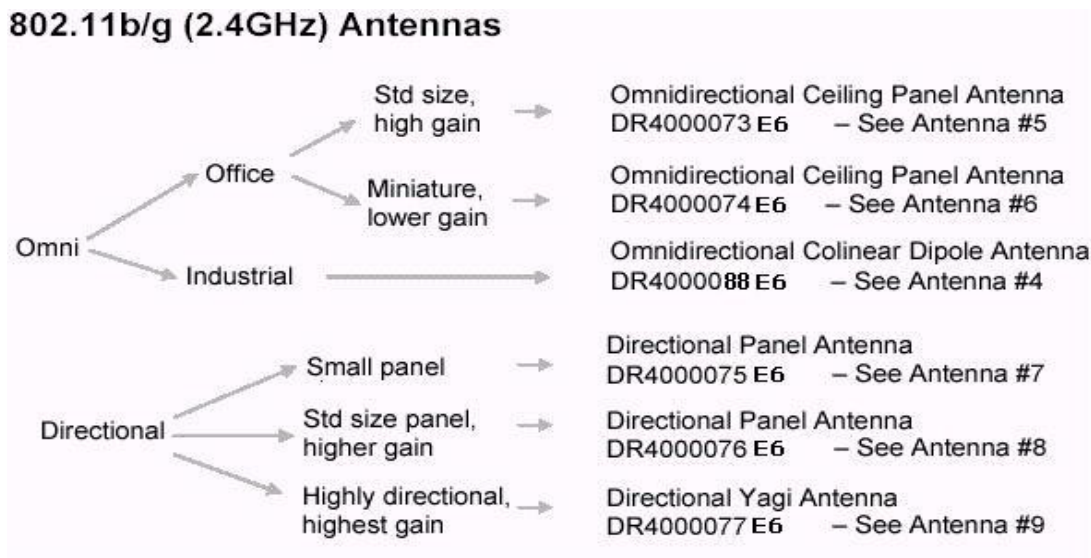 802.11b/g (2.4GHz) Antennas
Std size,
high gain
Omnidirectional Ceiling Panel Antenna
DR4000073 E6 – See Antenna #5
Office
Miniature,
lower gain
Omnidirectional Ceiling Panel Antenna
DR4000074 E6 – See Antenna #6
Omni
Industrial
Omnidirectional Colinear Dipole Antenna
DR4000088 E6 – See Antenna #4
Small panel
Directional Panel Antenna
DR4000075 E6 – See Antenna #7
Directional
Std size panel,
higher gain
Directional Panel Antenna
DR4000076 E6 – See Antenna #8
Highly directional,
highest gain
Directional Yagi Antenna
DR4000077 E6 – See Antenna #9